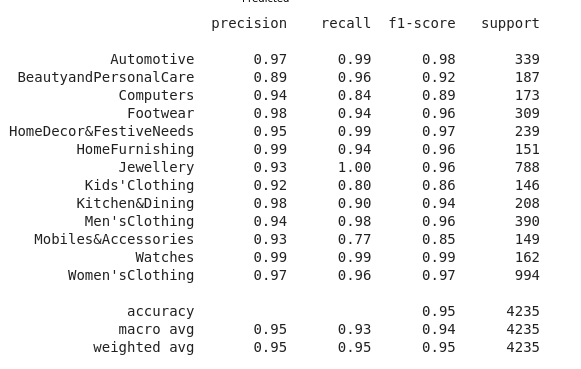 Predicted
precision recall f1-score support
Automotive 0.97 0.99 0.98 339
BeautyandPersonalCare 0.89 0.96 0.92 187
Computers 0.94 0.84 0.89 173
Footwear 0.98 0.94 0.96 309
HomeDecor&FestiveNeeds 0.95 0.99 0.97 239
HomeFurnishing 0.99 0.94 0.96 151
Jewellery 0.93 1.00 0.96 788
Kids'Clothing 0.92 0.80 0.86 146
Kitchen&Dining 0.98 0.90 0.94 208
Men'sClothing 0.94 0.98 0.96 390
Mobiles&Accessories 0.93 0.77 0.85 149
Watches 0.99 0.99 0.99 162
Women'sClothing 0.97 0.96 0.97 994
accuracy 0.95 4235
macro avg 0.95 0.93 0.94 4235
weighted avg 0.95 0.95 0.95 4235